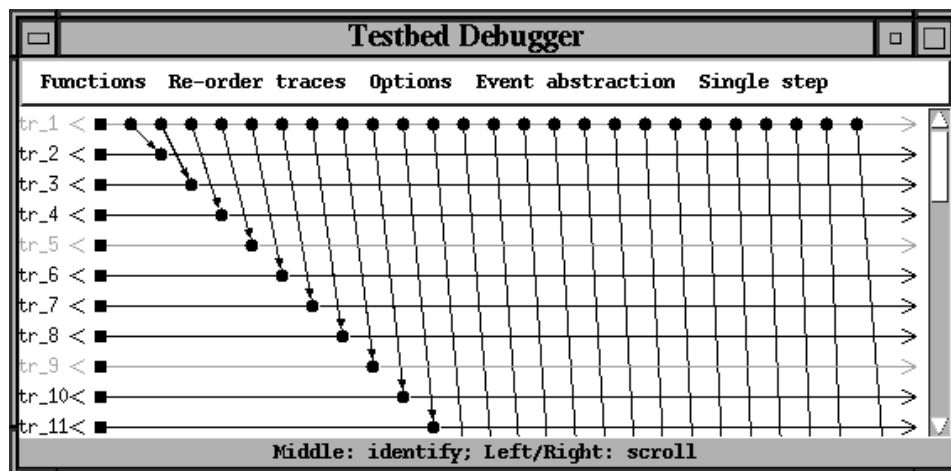 Testbed Debugger
Functions Re-order traces Options Event abstraction Single step
tr_1
tr_2
tr_3
tr_4
tr_5
tr_6
tr_7
tr_8
tr_9
tr_10
tr_11
Middle: identify; Left/Right: scroll